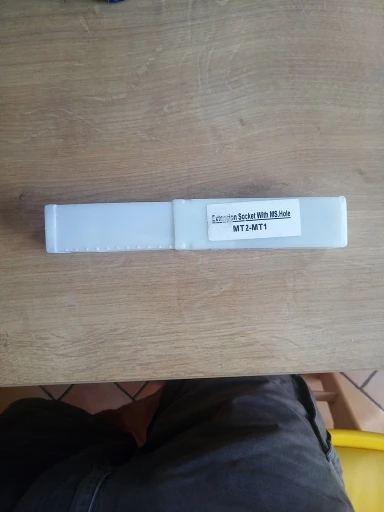 Extension Socket With MS.Hole
MT2-MT1